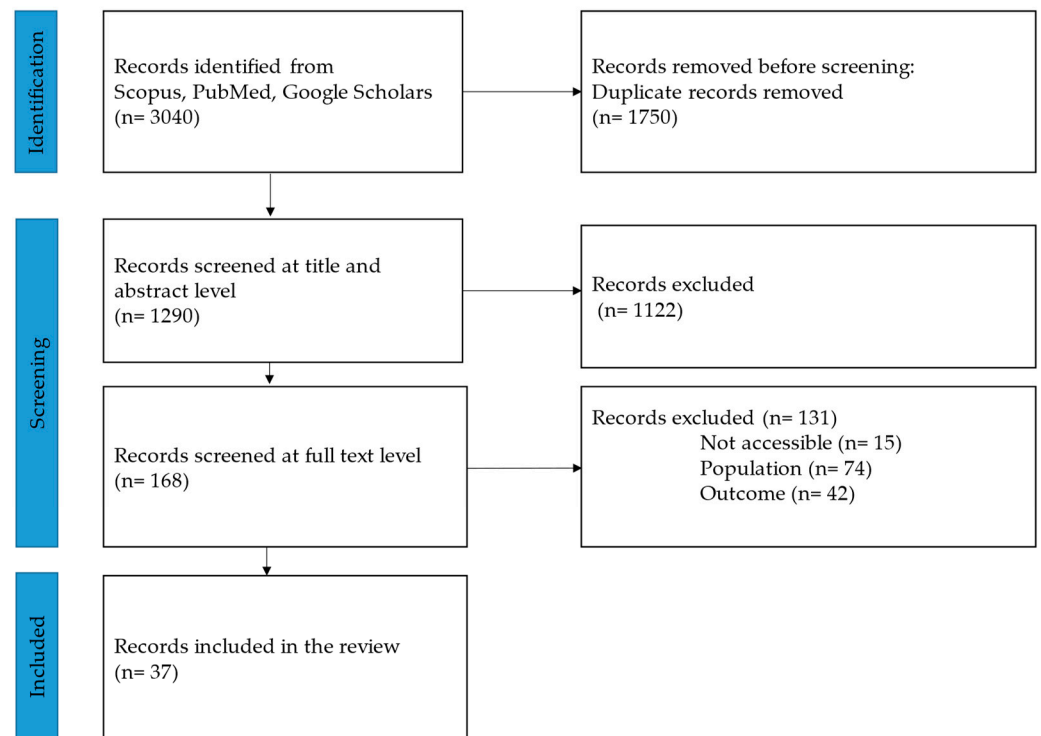 Identification
Records identified from
Scopus, PubMed, Google Scholars
(n= 3040)
Records removed before screening:
Duplicate records removed
(n= 1750)
Screening
Records screened at title and
abstract level
(n= 1290)
Records excluded
(n= 1122)
Records screened at full text level
(n= 168)
Records excluded (n= 131)
Not accessible (n= 15)
Population (n= 74)
Outcome (n= 42)
Included
Records included in the review
(n= 37)